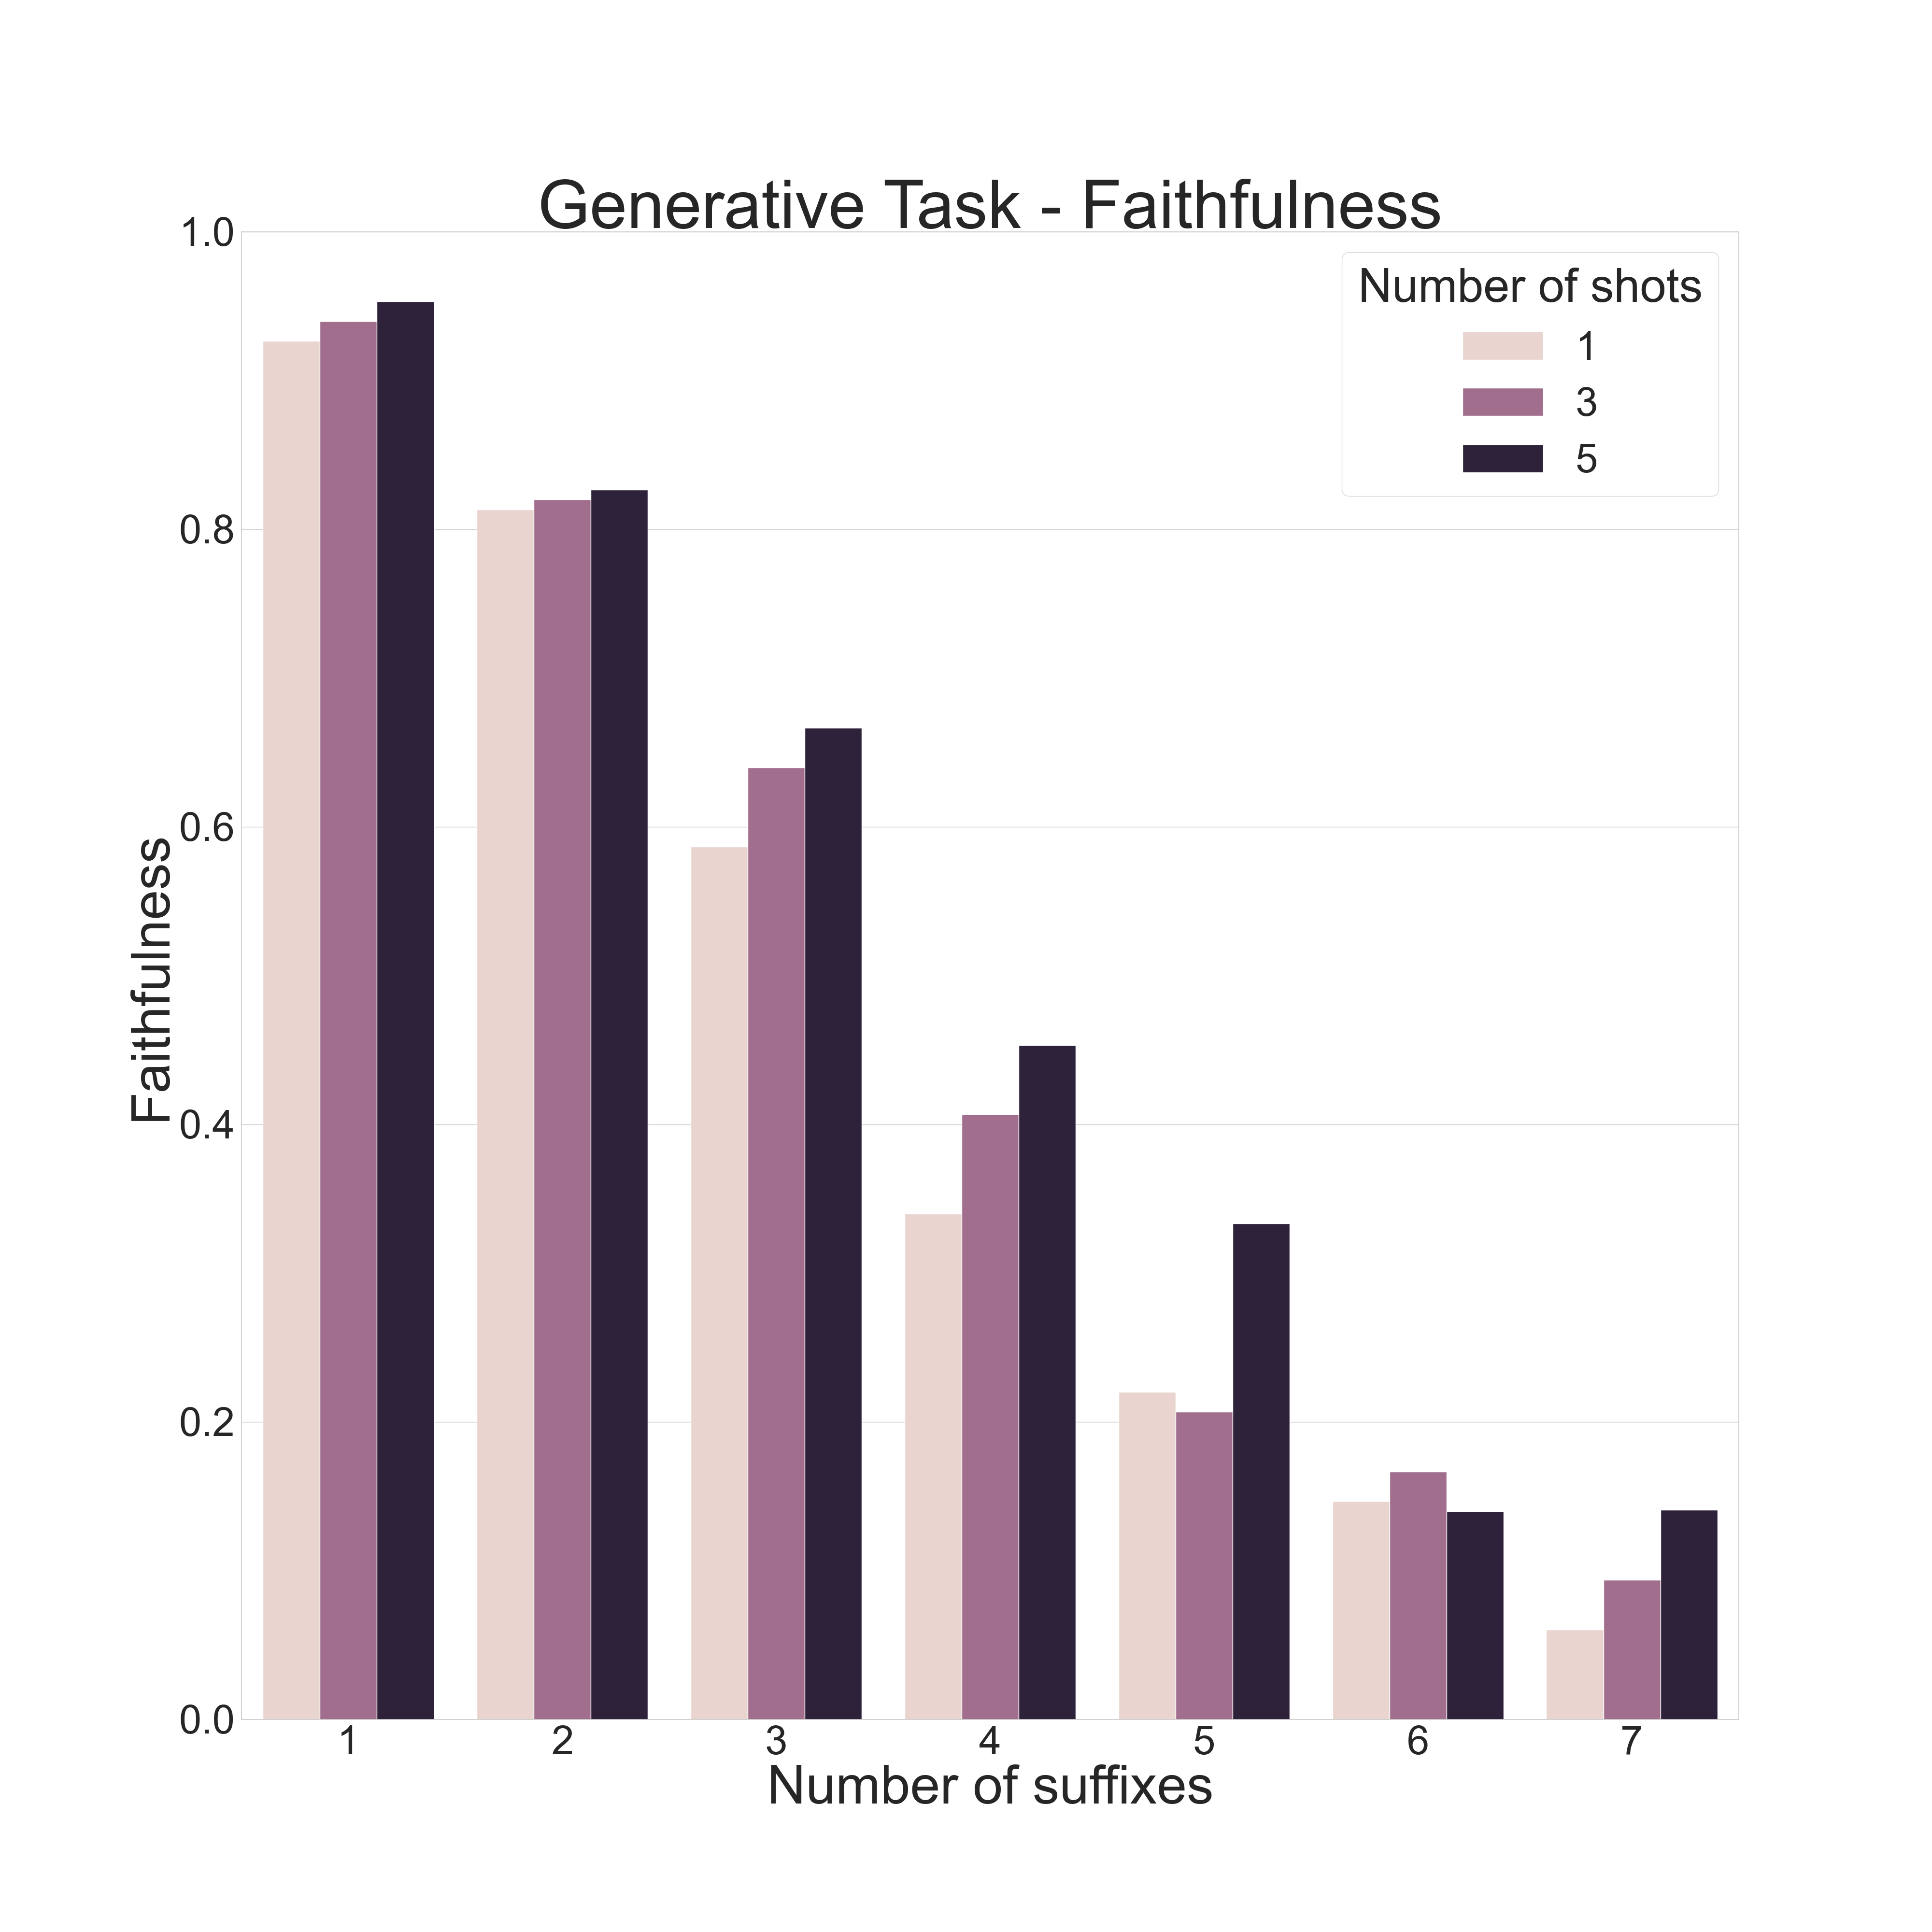 Generative Task - Faithfulness
Number of shots
1
3
5
Faithfulness
1.0
0.8
0.6
0.4
0.2
0.0
1 2 3 4 5 6 7
Number of suffixes